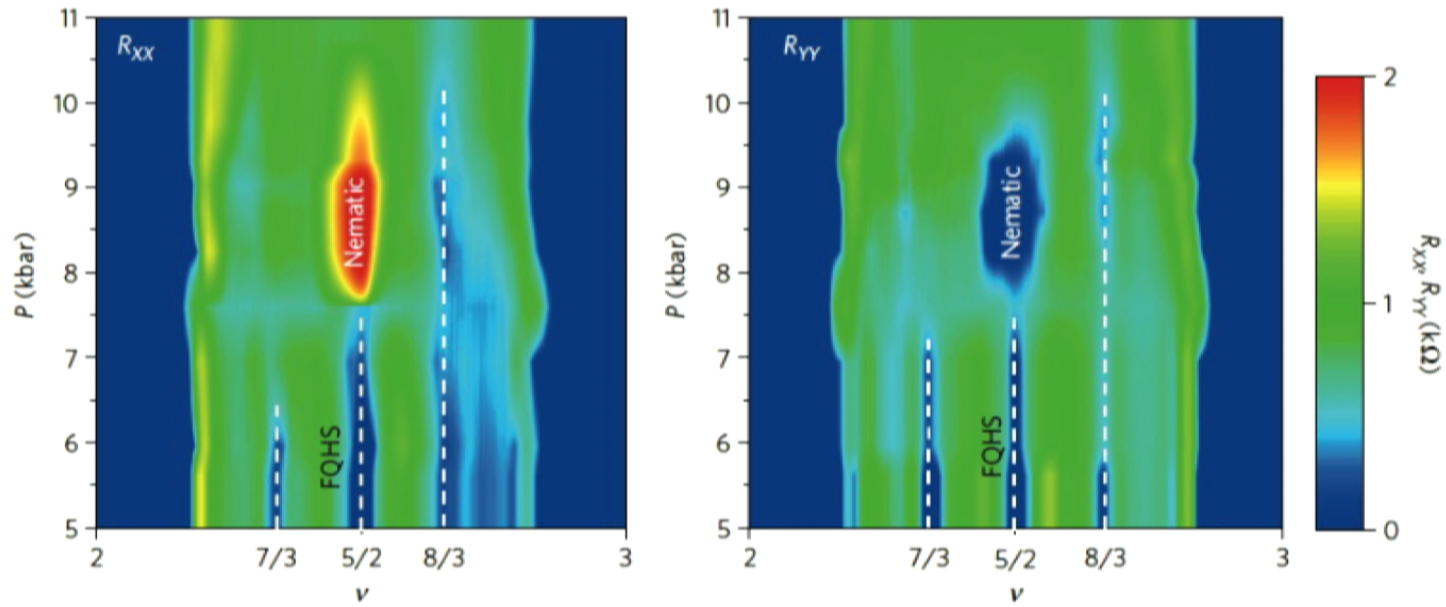 R_XX
R_YY
11
10
9
8
7
6
5
P (kbar)
Nematic
FQHS
2
7/3
5/2
8/3
3
ν
11
10
9
8
7
6
5
P (kbar)
Nematic
FQHS
2
7/3
5/2
8/3
3
ν
2
1
0
R_XX, R_YY (kΩ)